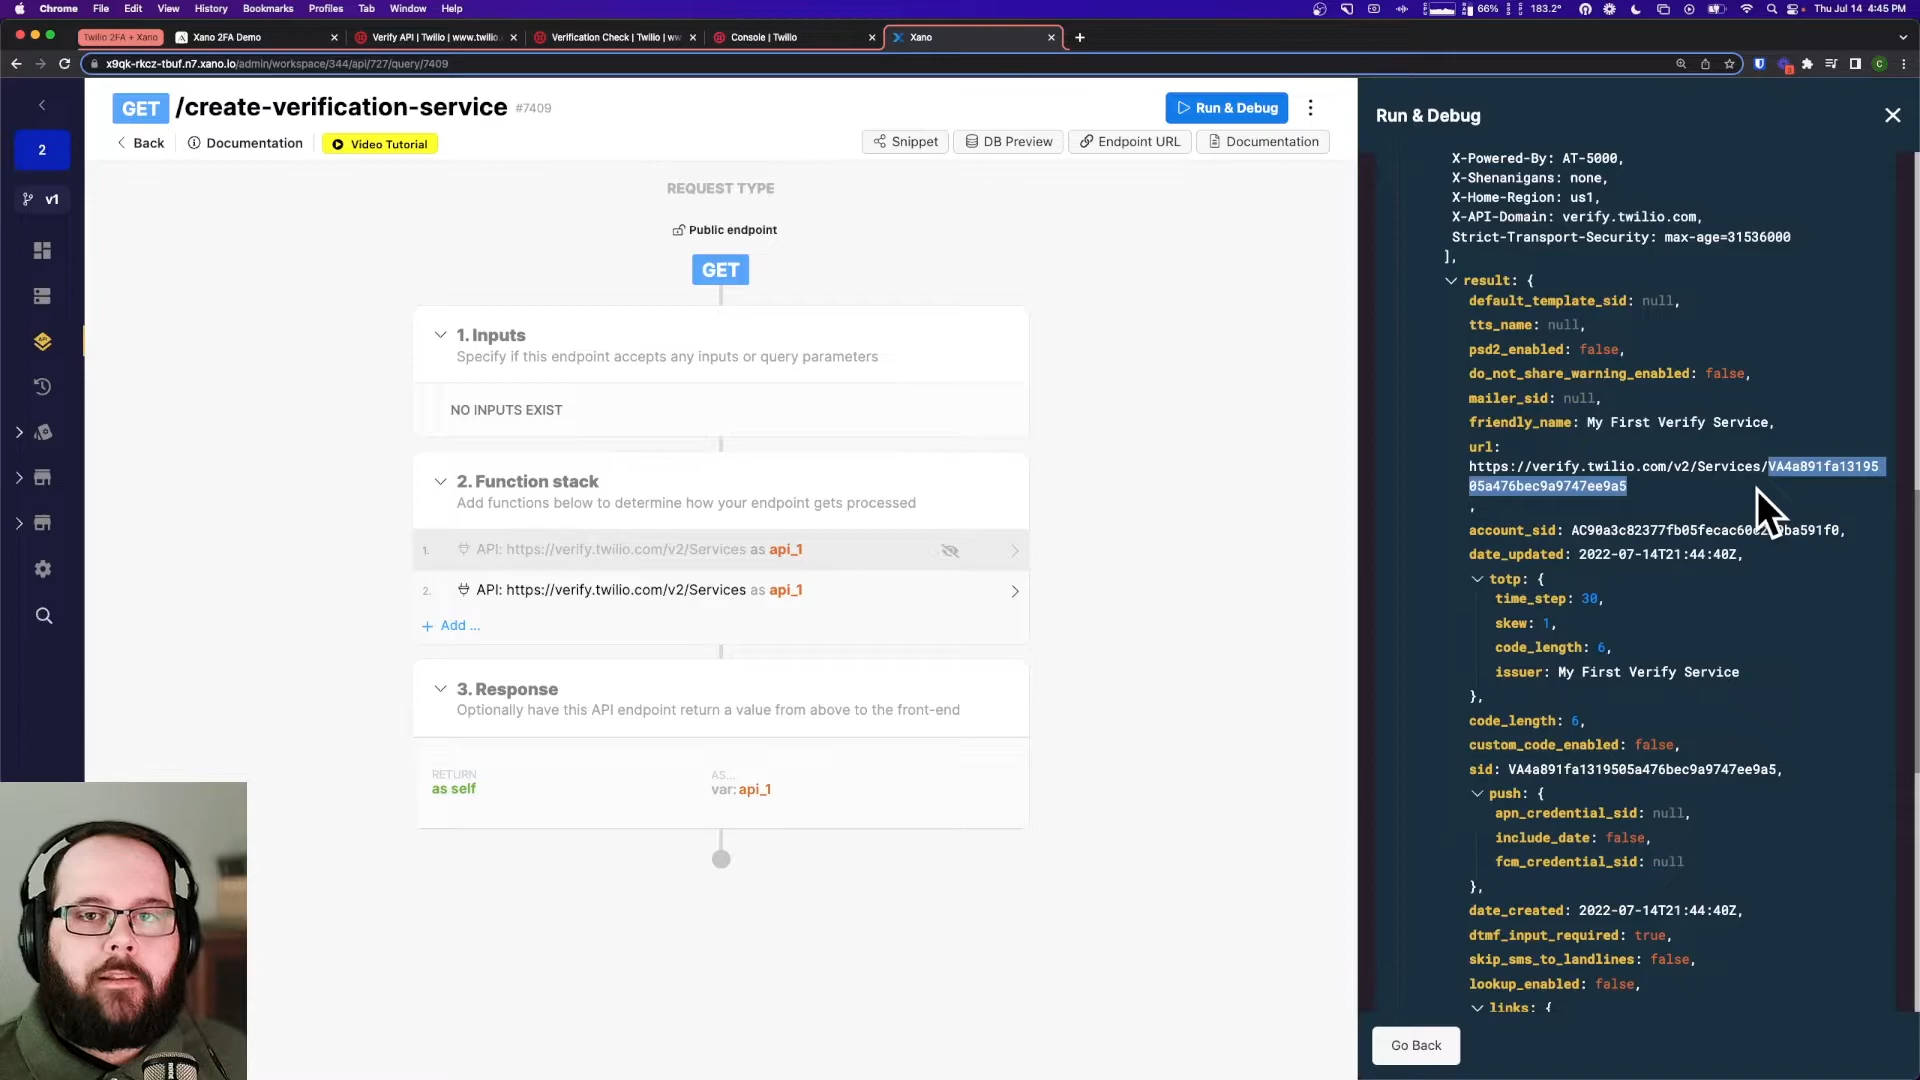 Chrome File Edit View History Bookmarks Profiles Tab Window Help 66% 183.2° Thu Jul 14 4:45 PM
Twilio 2FA + Xano Xano 2FA Demo Verify API | Twilio | www.twilio. Verification Check | Twilio | ww Console | Twilio Xano
x9qk-rkcz-tbuf.n7.xano.io/admin/workspace/344/api/727/query/7409
2
v1
GET /create-verification-service #7409
Run & Debug
Back Documentation Video Tutorial
Snippet DB Preview Endpoint URL Documentation
REQUEST TYPE
Public endpoint
GET
1. Inputs
Specify if this endpoint accepts any inputs or query parameters
NO INPUTS EXIST
2. Function stack
Add functions below to determine how your endpoint gets processed
1. API: https://verify.twilio.com/v2/Services as api_1
2. API: https://verify.twilio.com/v2/Services as api_1
+ Add ...
3. Response
Optionally have this API endpoint return a value from above to the front-end
RETURN AS...
as self var: api_1
Run & Debug
X-Powered-By: AT-5000,
X-Shenanigans: none,
X-Home-Region: us1,
X-API-Domain: verify.twilio.com,
Strict-Transport-Security: max-age=31536000
],
result: {
default_template_sid: null,
tts_name: null,
psd2_enabled: false,
do_not_share_warning_enabled: false,
mailer_sid: null,
friendly_name: My First Verify Service,
url:
https://verify.twilio.com/v2/Services/VA4a891fa13195
05a476bec9a9747ee9a5
,
account_sid:
date_updated: 2022-07-14T21:44:40Z,
totp: {
time_step: 30,
skew: 1,
code_length: 6,
issuer: My First Verify Service
},
code_length: 6,
custom_code_enabled: false,
sid: VA4a891fa1319505a476bec9a9747ee9a5,
push: {
apn_credential_sid: null,
include_date: false,
fcm_credential_sid: null
},
date_created: 2022-07-14T21:44:40Z,
dtmf_input_required: true,
skip_sms_to_landlines: false,
lookup_enabled: false,
links: {
Go Back